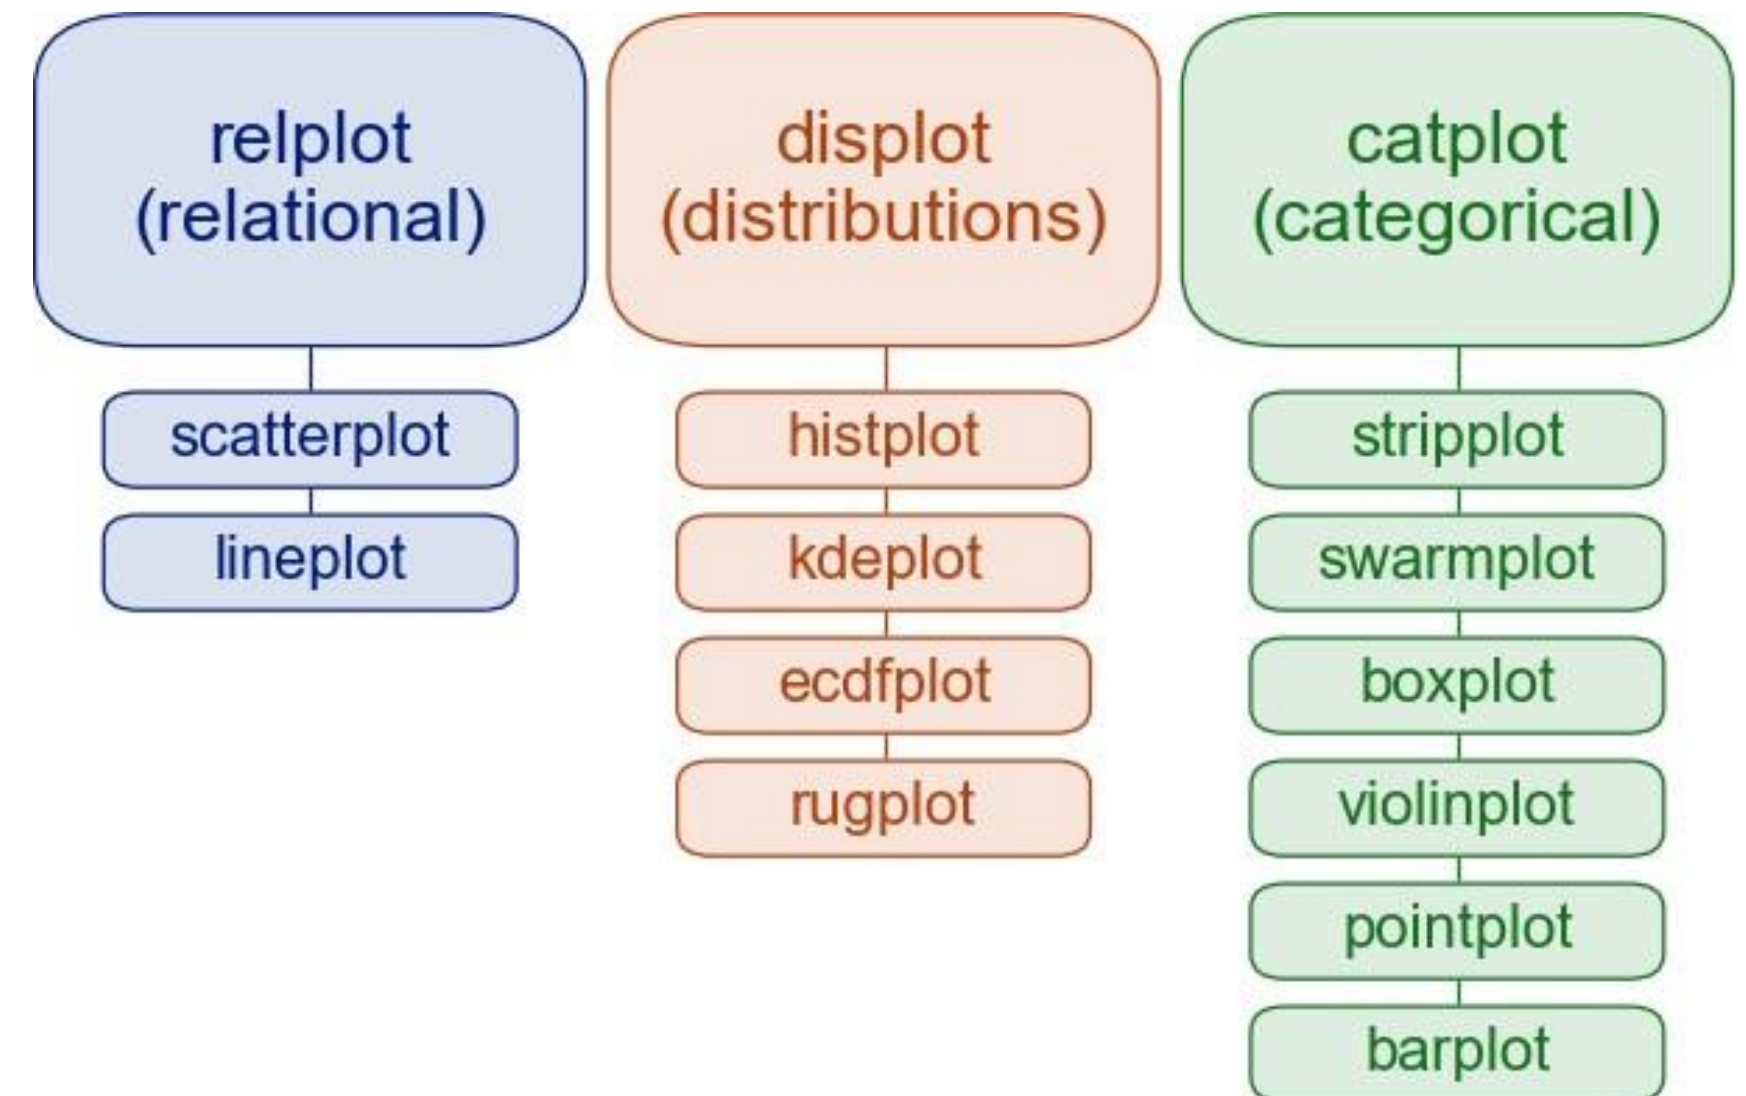 relplot
(relational)
scatterplot
lineplot
displot
(distributions)
histplot
kdeplot
ecdfplot
rugplot
catplot
(categorical)
stripplot
swarmplot
boxplot
violinplot
pointplot
barplot